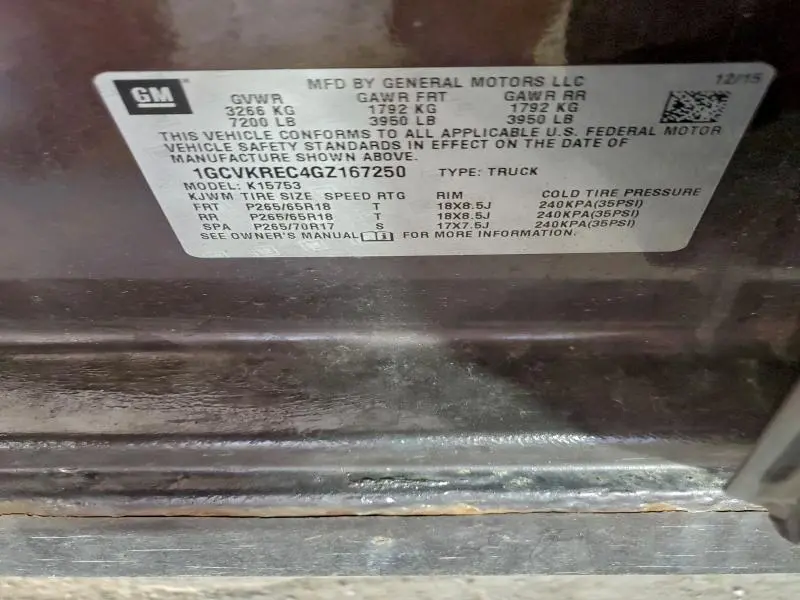 GM
MFD BY GENERAL MOTORS LLC 12/15
GVWR GAWR FRT GAWR RR
3266 KG 1792 KG 1792 KG
7200 LB 3950 LB 3950 LB
THIS VEHICLE CONFORMS TO ALL APPLICABLE U.S. FEDERAL MOTOR
VEHICLE SAFETY STANDARDS IN EFFECT ON THE DATE OF
MANUFACTURE SHOWN ABOVE.
1GCVKREC4GZ167250 TYPE: TRUCK
MODEL: K15753
KJWM TIRE SIZE SPEED RTG RIM COLD TIRE PRESSURE
FRT P265/65R18 T 18X8.5J 240KPA(35PSI)
RR P265/65R18 T 18X8.5J 240KPA(35PSI)
SPA P265/70R17 S 17X7.5J 240KPA(35PSI)
SEE OWNER'S MANUAL FOR MORE INFORMATION.